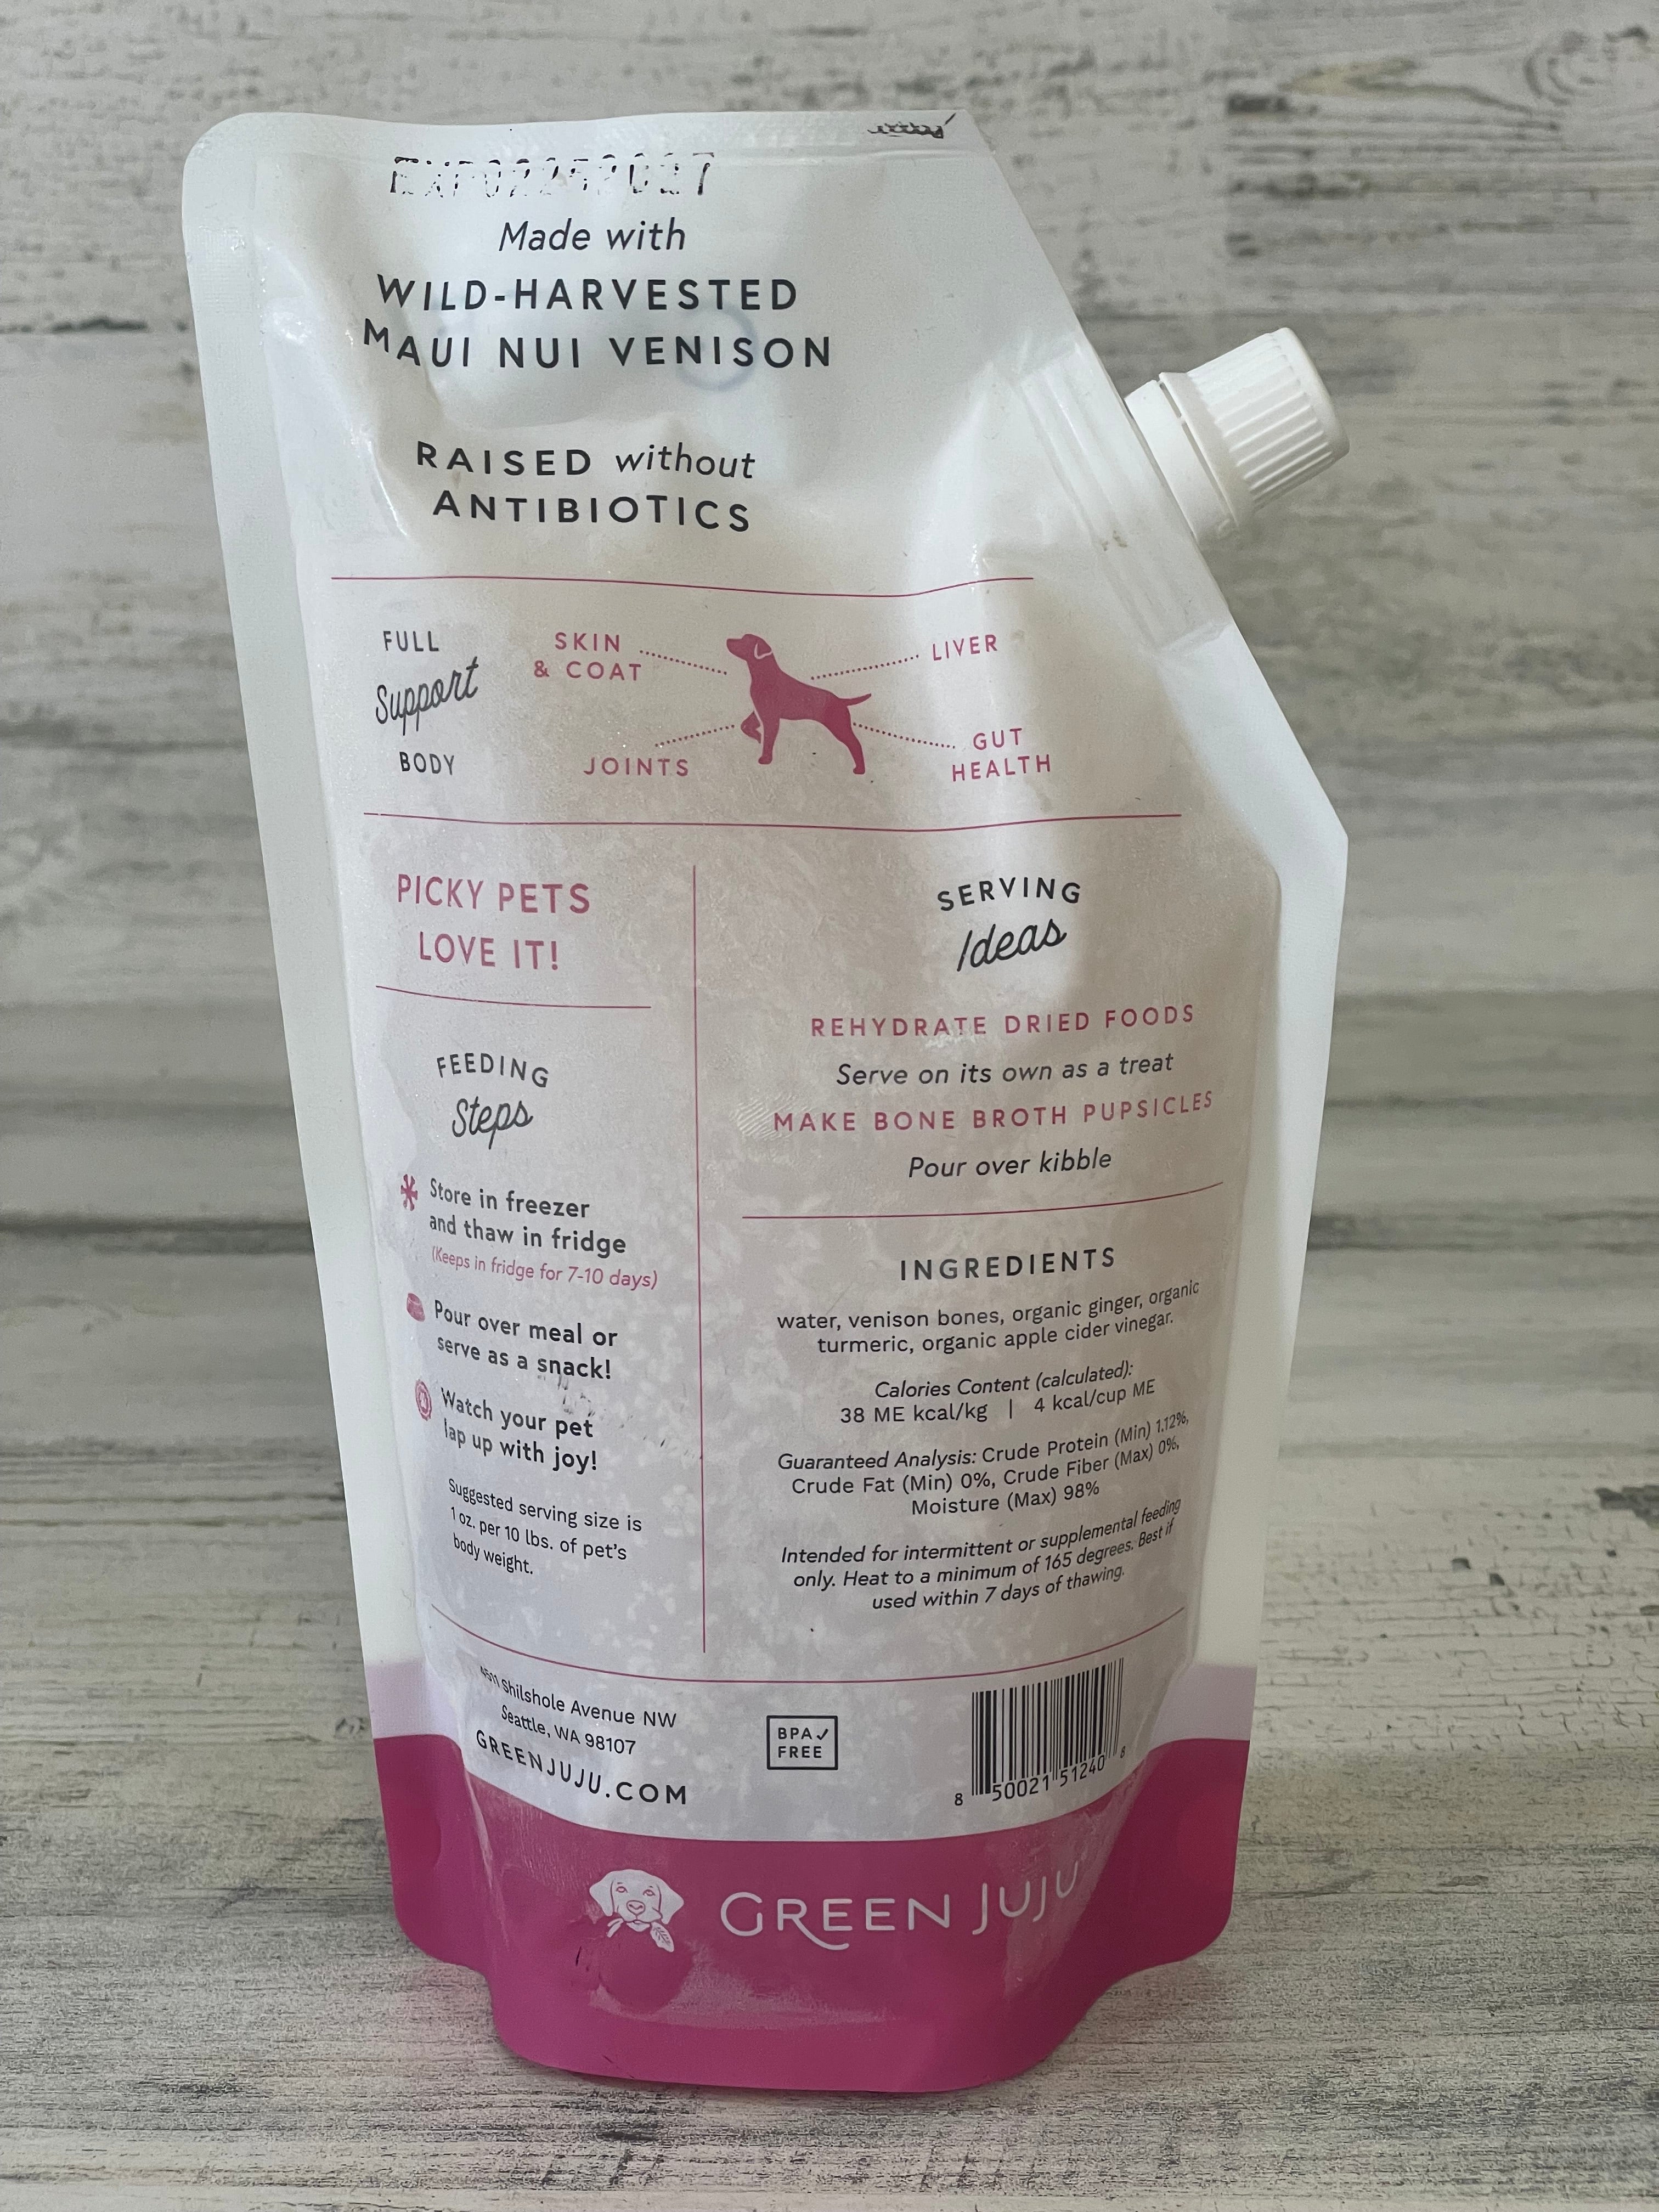 EXP02252027
Made with
WILD-HARVESTED
MAUI NUI VENISON
RAISED without
ANTIBIOTICS
FULL
Support
BODY
SKIN
& COAT
JOINTS
LIVER
GUT
HEALTH
PICKY PETS
LOVE IT!
FEEDING
Steps
Store in freezer
and thaw in fridge
(Keeps in fridge for 7-10 days)
Pour over meal or
serve as a snack!
Watch your pet
lap up with joy!
Suggested serving size is
1 oz. per 10 lbs. of pet's
body weight.
SERVING
Ideas
REHYDRATE DRIED FOODS
Serve on its own as a treat
MAKE BONE BROTH PUPSICLES
Pour over kibble
INGREDIENTS
water, venison bones, organic ginger, organic
turmeric, organic apple cider vinegar.
Calories Content (calculated):
38 ME kcal/kg | 4 kcal/cup ME
Guaranteed Analysis: Crude Protein (Min) 1.12%,
Crude Fat (Min) 0%, Crude Fiber (Max) 0%,
Moisture (Max) 98%
Intended for intermittent or supplemental feeding
only. Heat to a minimum of 165 degrees. Best if
used within 7 days of thawing.
4511 Shilshole Avenue NW
Seattle, WA 98107
GREENJUJU.COM
BPA✓
FREE
8 50021 51240 8
GREEN JUJU